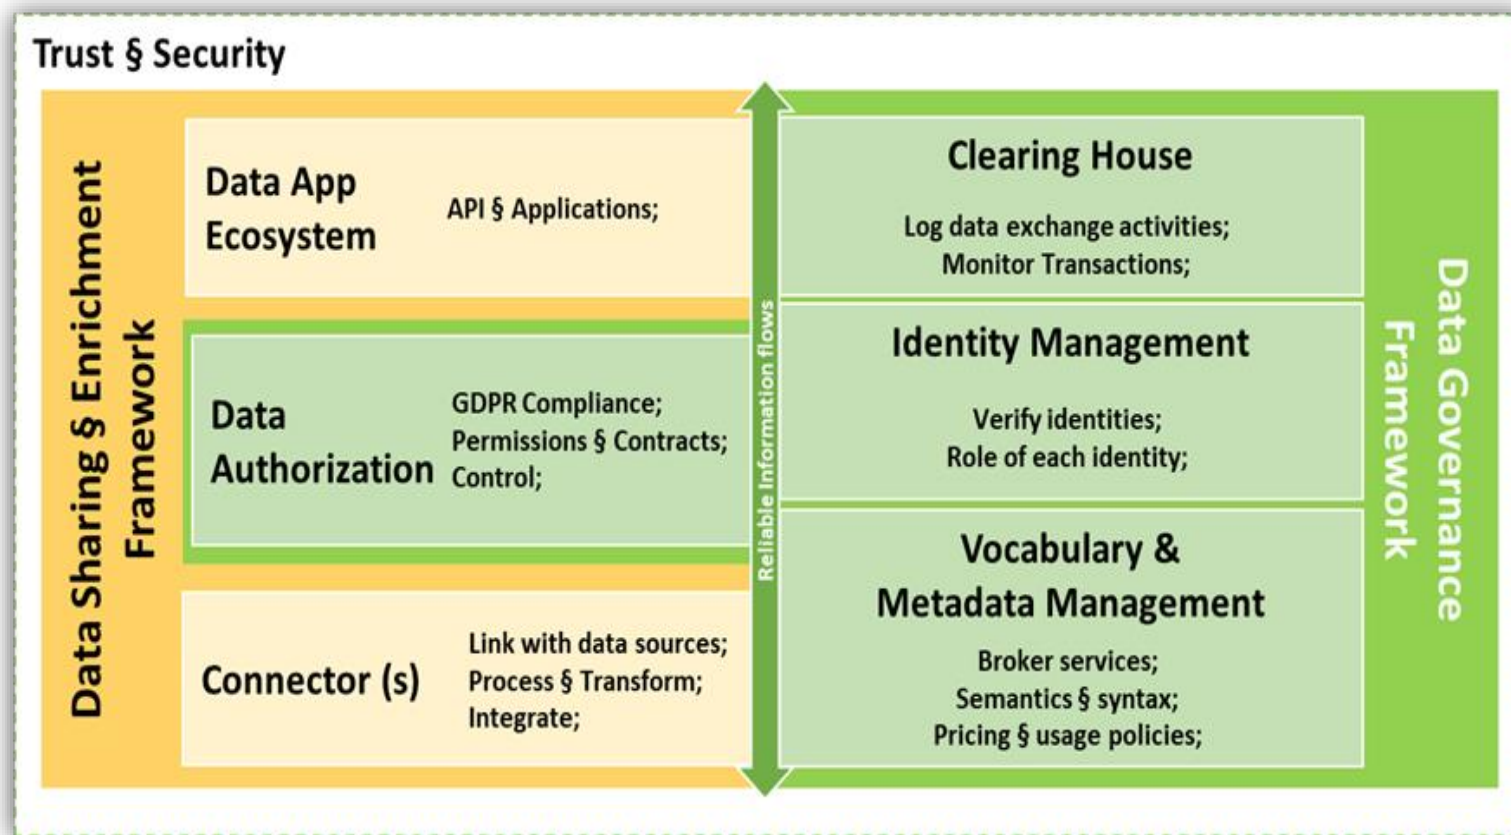 Trust § Security
Data Sharing § Enrichment
Framework
Data App
Ecosystem
API § Applications;
Data
Authorization
GDPR Compliance;
Permissions § Contracts;
Control;
Connector (s)
Link with data sources;
Process § Transform;
Integrate;
Reliable Information flows
Clearing House
Log data exchange activities;
Monitor Transactions;
Identity Management
Verify identities;
Role of each identity;
Vocabulary &
Metadata Management
Broker services;
Semantics § syntax;
Pricing § usage policies;
Data Governance
Framework